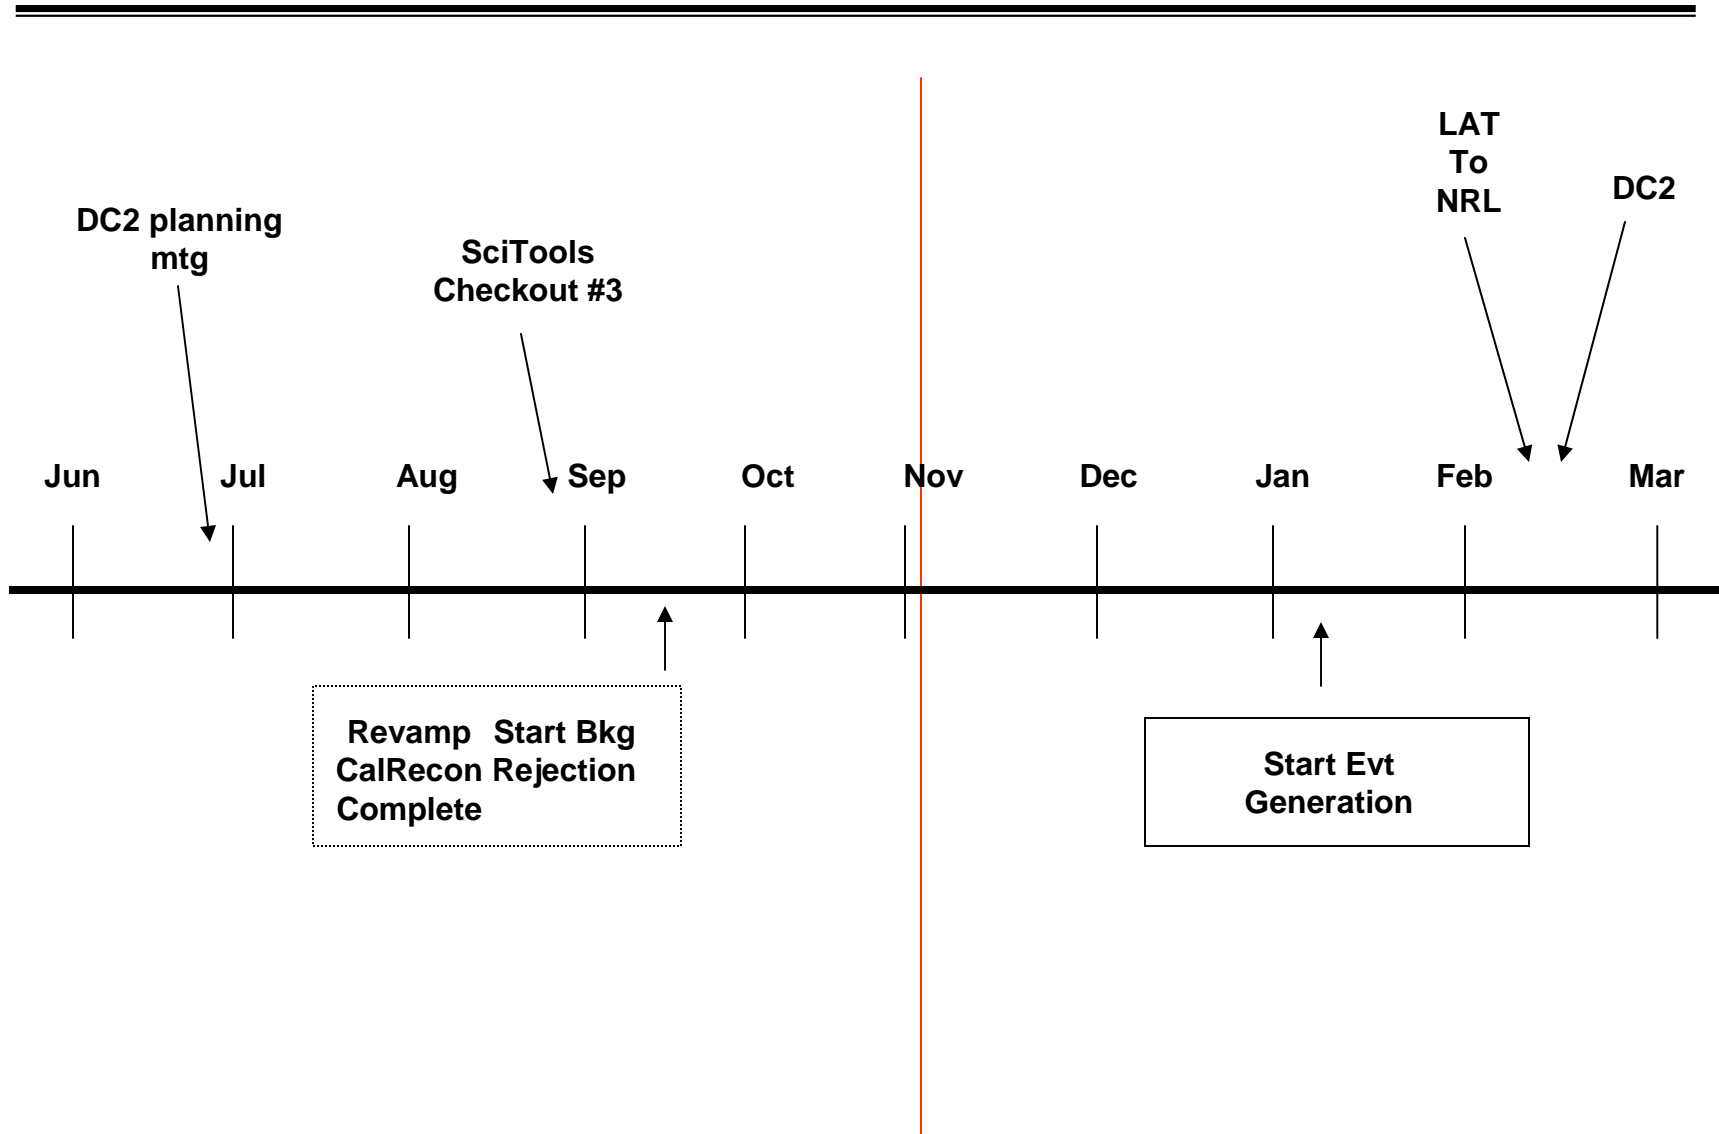 LAT
To
NRL
DC2
DC2 planning
mtg
SciTools
Checkout #3
Jun Jul Aug Sep Oct Nov Dec Jan Feb Mar
Revamp Start Bkg
CalRecon Rejection
Complete
Start Evt
Generation